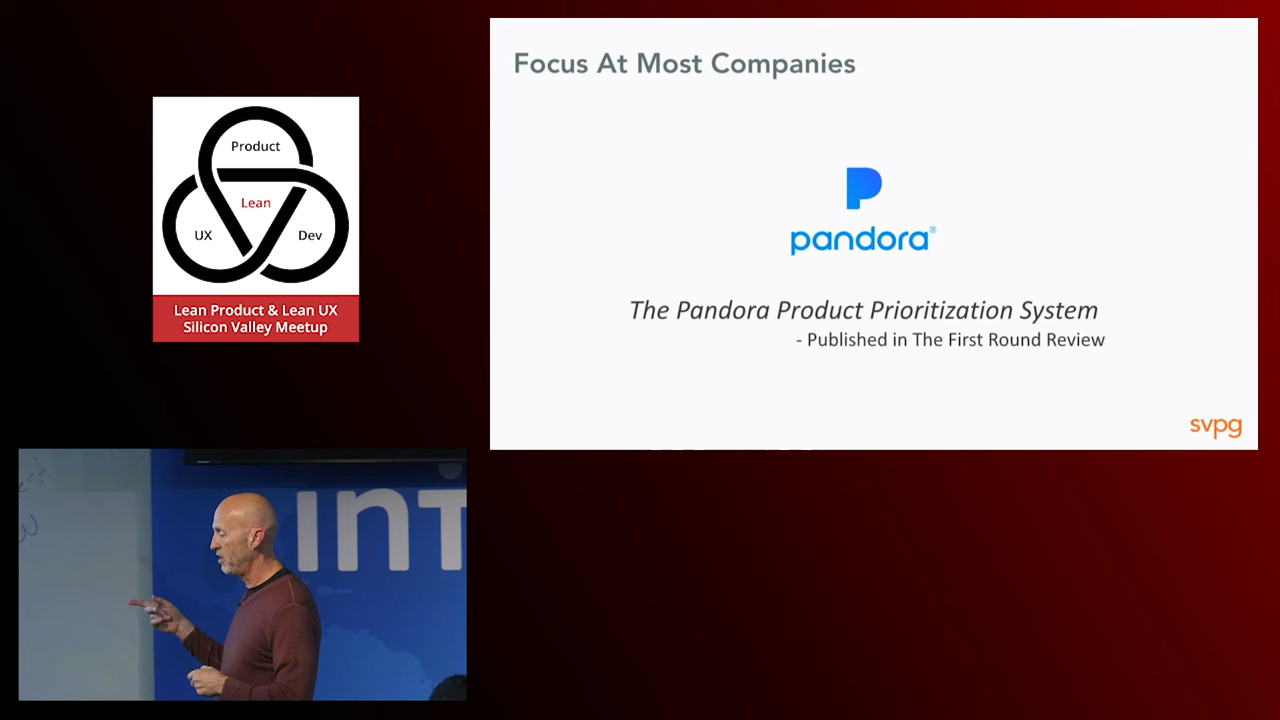 Focus At Most Companies
pandora®
The Pandora Product Prioritization System
- Published in The First Round Review
svpg
Product
Lean
UX
Dev
Lean Product & Lean UX
Silicon Valley Meetup